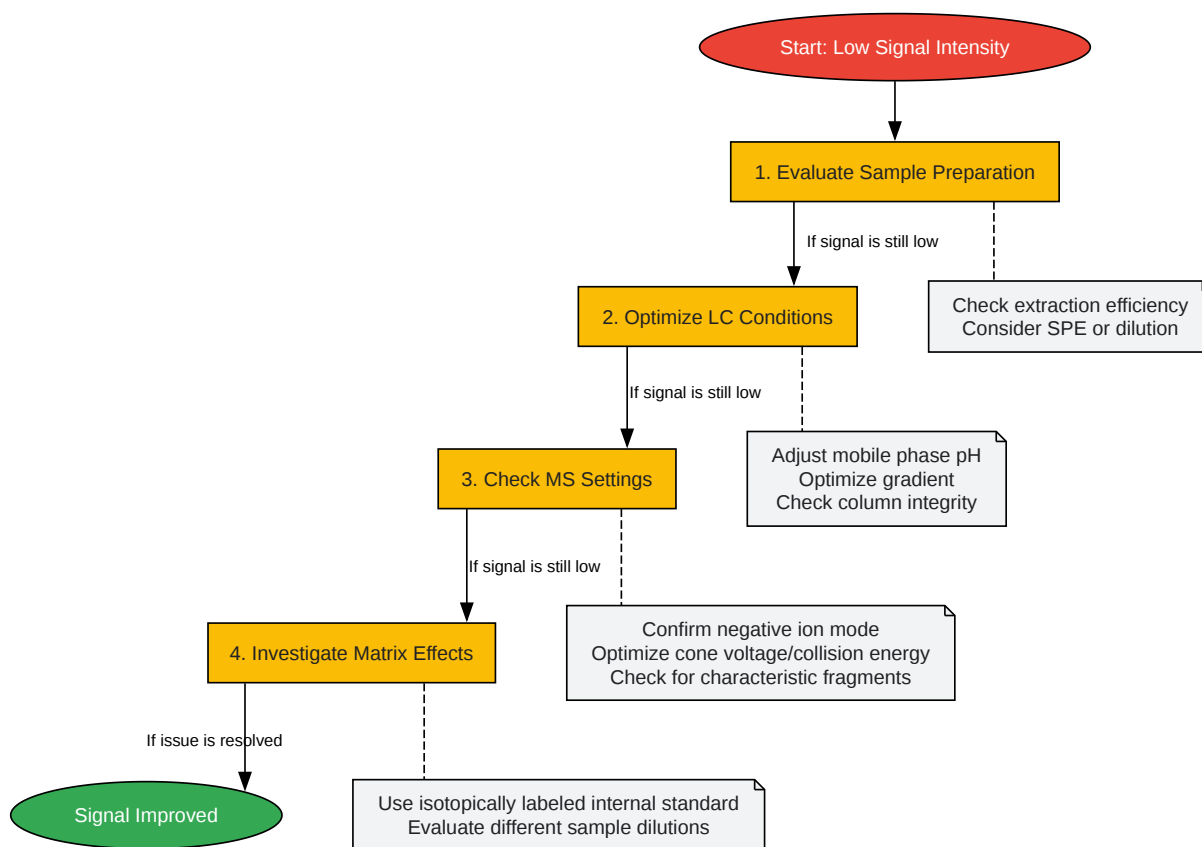 Start: Low Signal Intensity
1. Evaluate Sample Preparation
If signal is still low
Check extraction efficiency
Consider SPE or dilution
2. Optimize LC Conditions
If signal is still low
Adjust mobile phase pH
Optimize gradient
Check column integrity
3. Check MS Settings
If signal is still low
Confirm negative ion mode
Optimize cone voltage/collision energy
Check for characteristic fragments
4. Investigate Matrix Effects
If issue is resolved
Use isotopically labeled internal standard
Evaluate different sample dilutions
Signal Improved